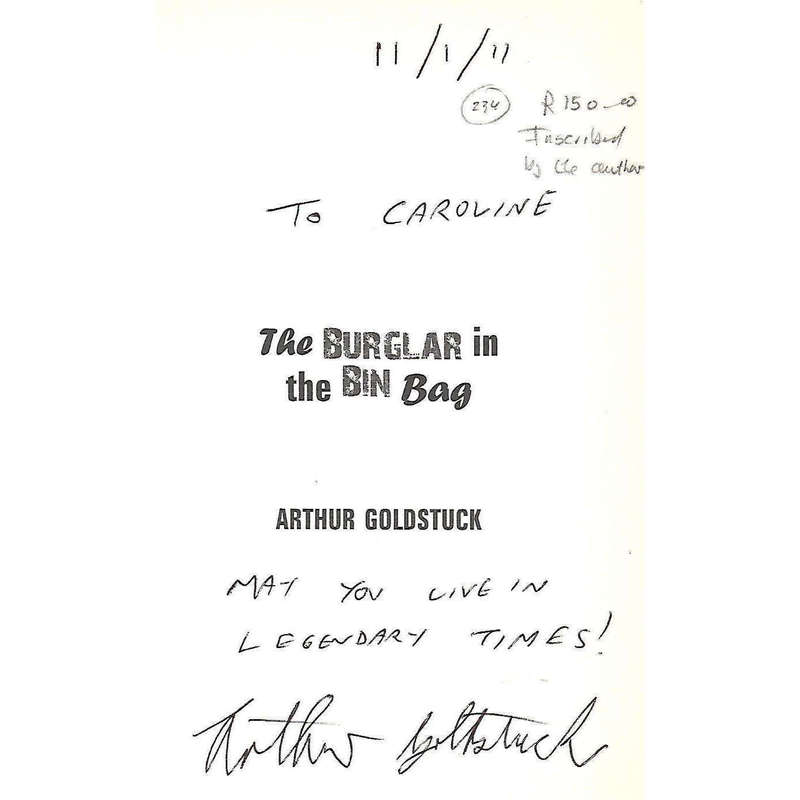 11/1/11
234 R150-00
Inscribed
by the author
To CAROLINE
The BURGLAR in
the BIN Bag
ARTHUR GOLDSTUCK
MAY YOU LIVE IN
LEGENDARY TIMES!
Arthur Goldstuck